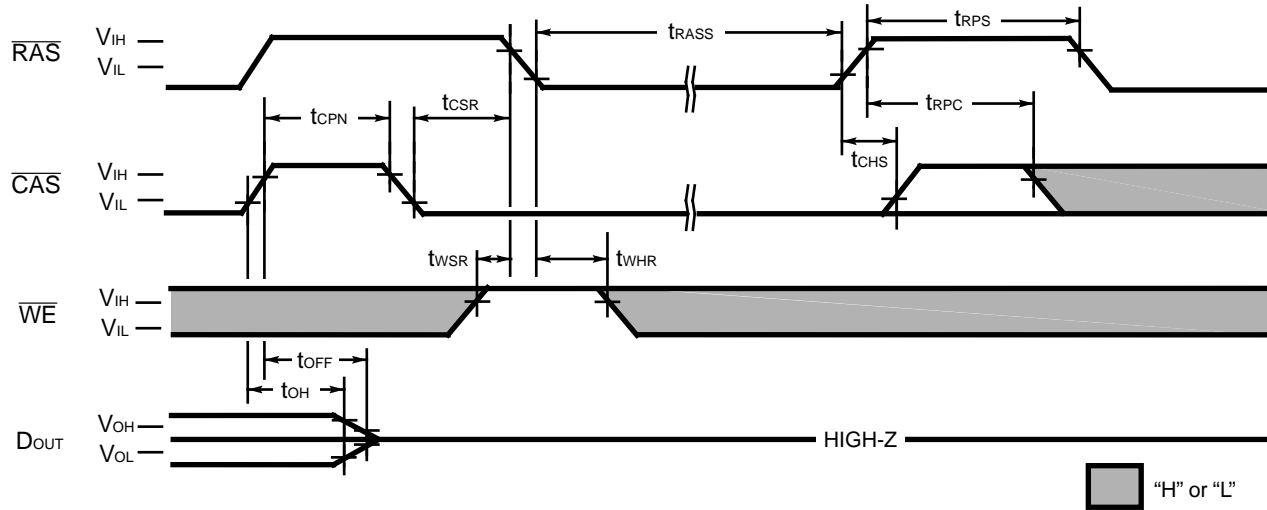 RAS
VIH
VIL
tRASS
tRPS
tCPN
tCSR
tRPC
tCHS
CAS
VIH
VIL
tWSR
tWHR
WE
VIH
VIL
tOFF
tOH
DOUT
VOH
VOL
HIGH-Z
“H” or “L”